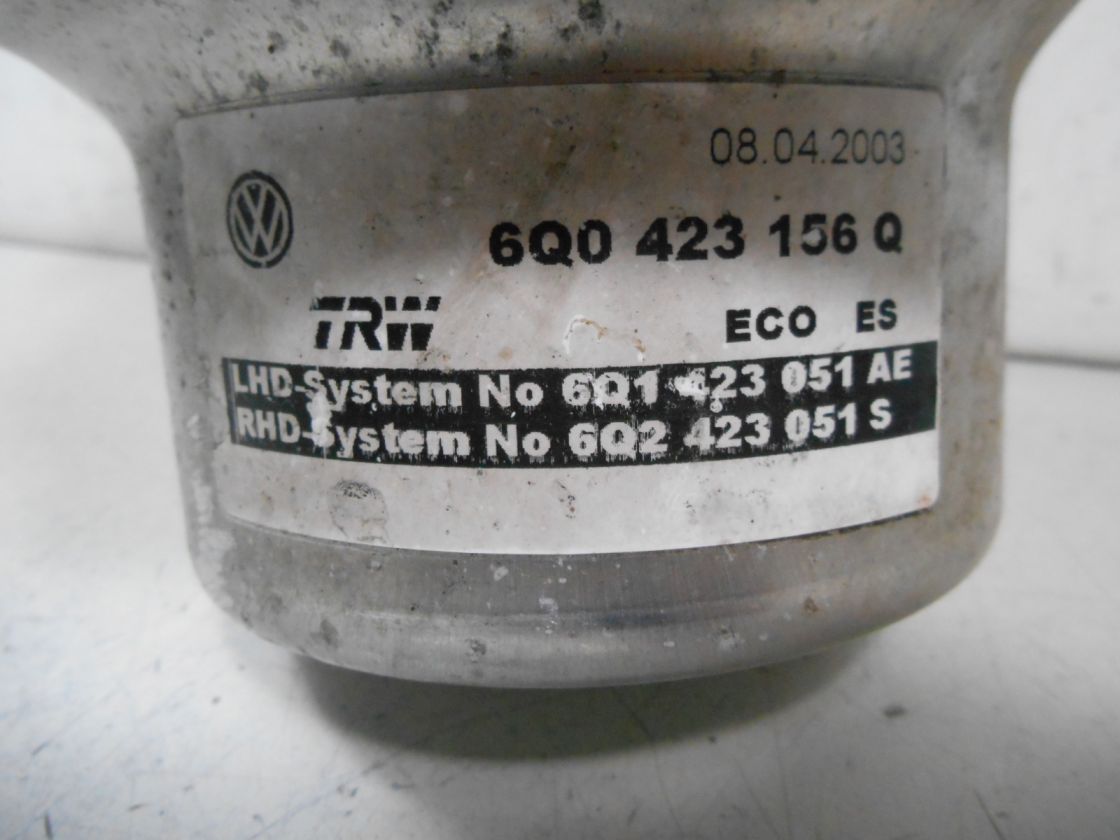 08.04.2003
6Q0 423 156 Q
TRW ECO ES
LHD-System No 6Q1 423 051 AE
RHD-System No 6Q2 423 051 S